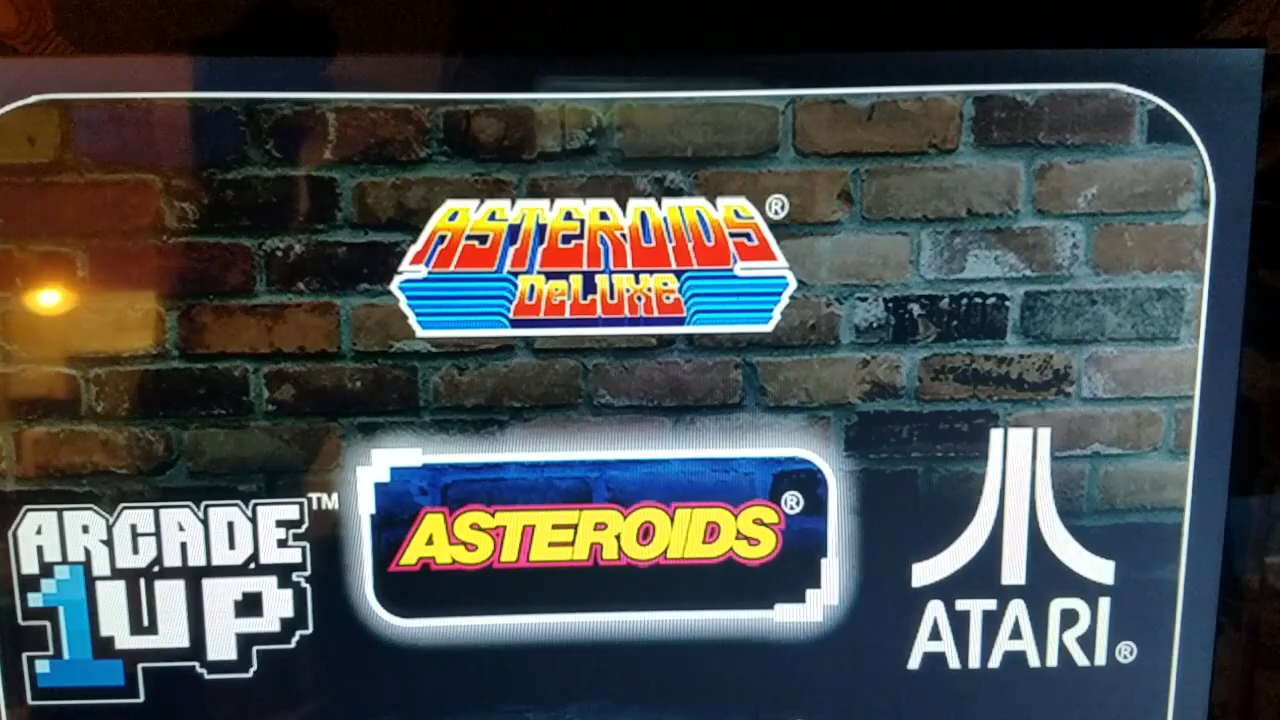 ASTEROIDS®
DeLUXE
ASTEROIDS®
ARCADE™
1UP
ATARI®